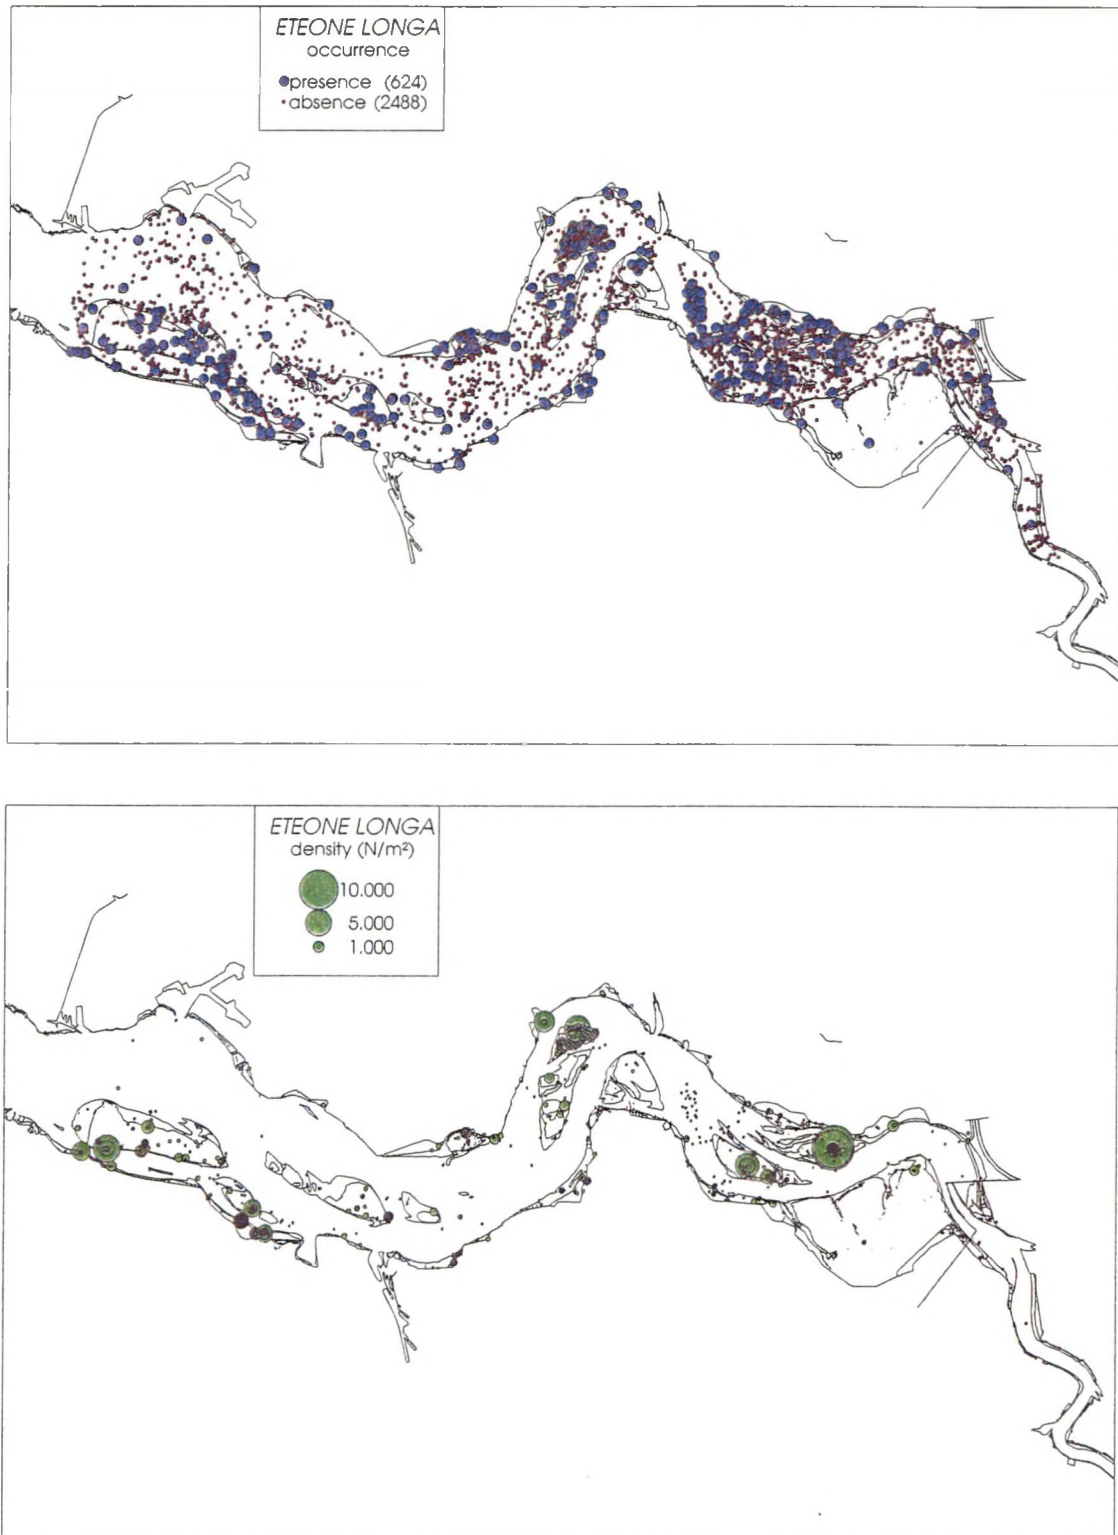 ETEONE LONGA
occurrence
presence (624)
absence (2488)
ETEONE LONGA
density (N/m²)
10.000
5.000
1.000